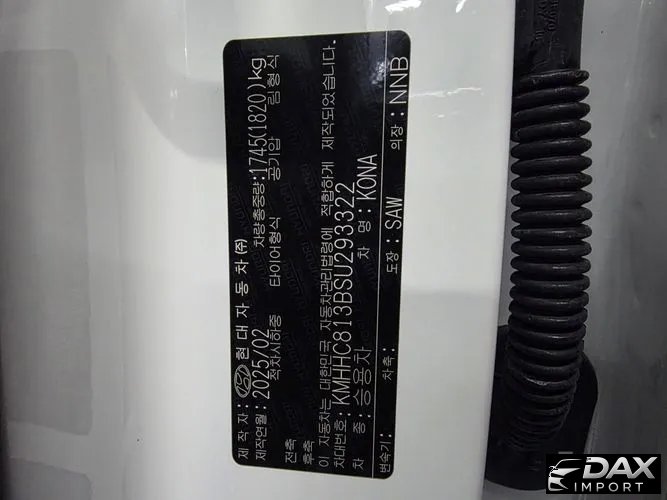 제 작 자 : 현 대 자 동 차 ㈜
제작연월: 2025/02 차량총중량: 1745(1820)kg
적차시하중 타이어형식 공기압 림형식
전축
후축
이 자동차는 대한민국 자동차관리법령에 적합하게 제작되었습니다.
차대번호: KMHHC813BSU293322
차 종: 승용차 차 명: KONA
변속기: 차축: 도장: SAW 의장: NNB
DAX
IMPORT